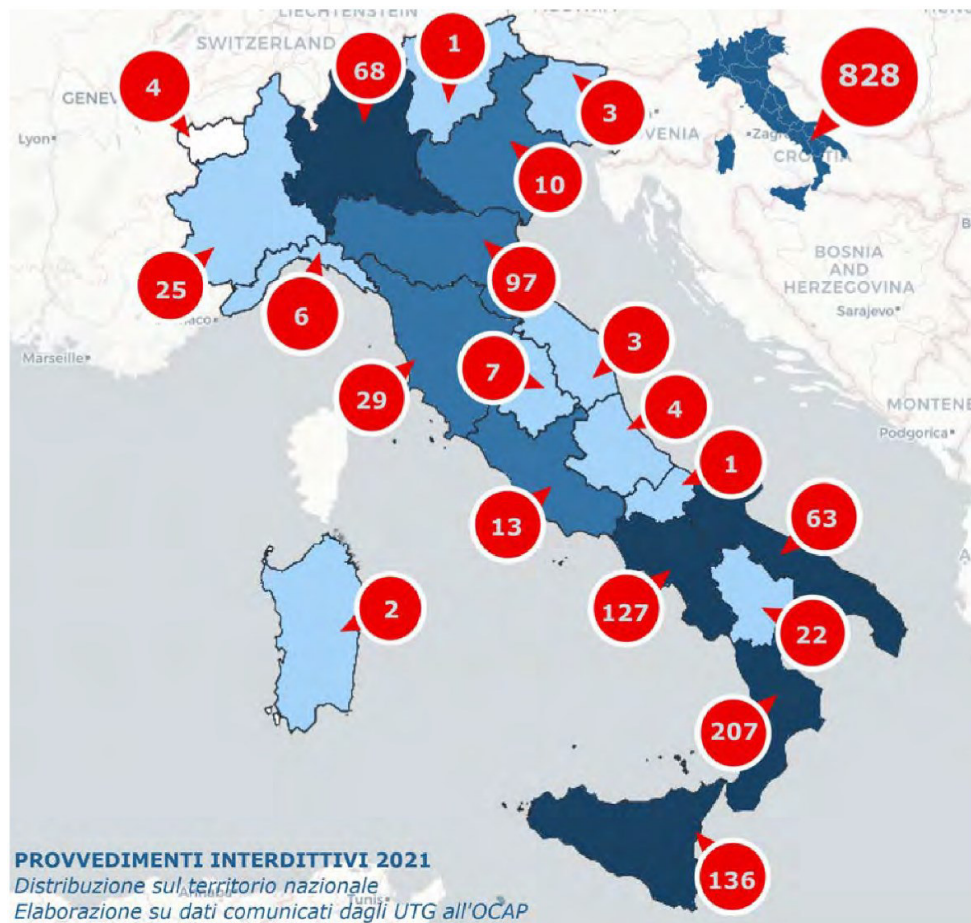 LIECHTENSTEIN
SWITZERLAND
1
68
828
4
GENEV
3
Lyon
VENIA
Zagre
CROATIA
10
BOSNIA
AND
HERZEGOVINA
25
6
97
Sarajevo
Marseille
3
7
29
4
MONTENE
Podgorica
1
13
63
2
127
22
207
PROVVEDIMENTI INTERDITTIVI 2021
Distribuzione sul territorio nazionale
136
Tunis
Elaborazione su dati comunicati dagli UTG all'OCAP